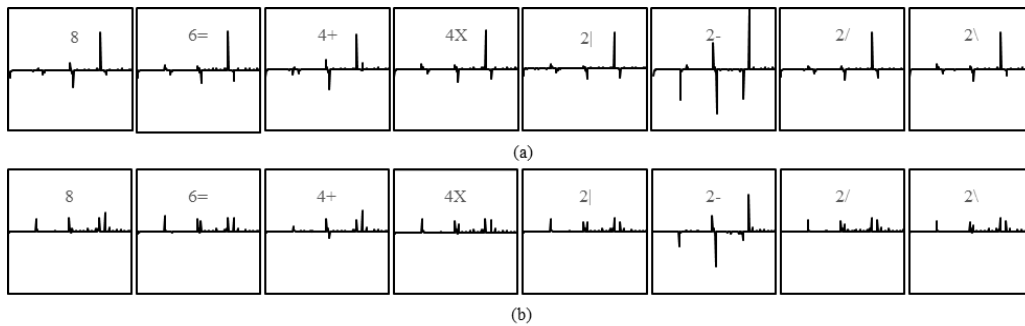 8 6= 4+ 4X 2| 2- 2/ 2\
(a)
8 6= 4+ 4X 2| 2- 2/ 2\
(b)